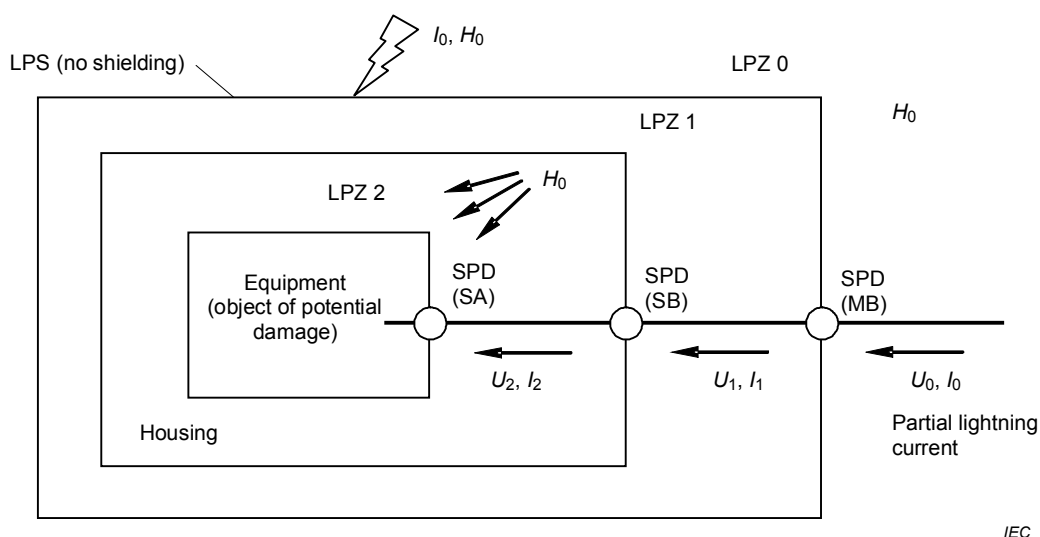 I0, H0
LPS (no shielding)
LPZ 0
H0
LPZ 1
LPZ 2
H0
Equipment
(object of potential
damage)
SPD
(SA)
SPD
(SB)
SPD
(MB)
U2, I2
U1, I1
U0, I0
Housing
Partial lightning
current
IEC